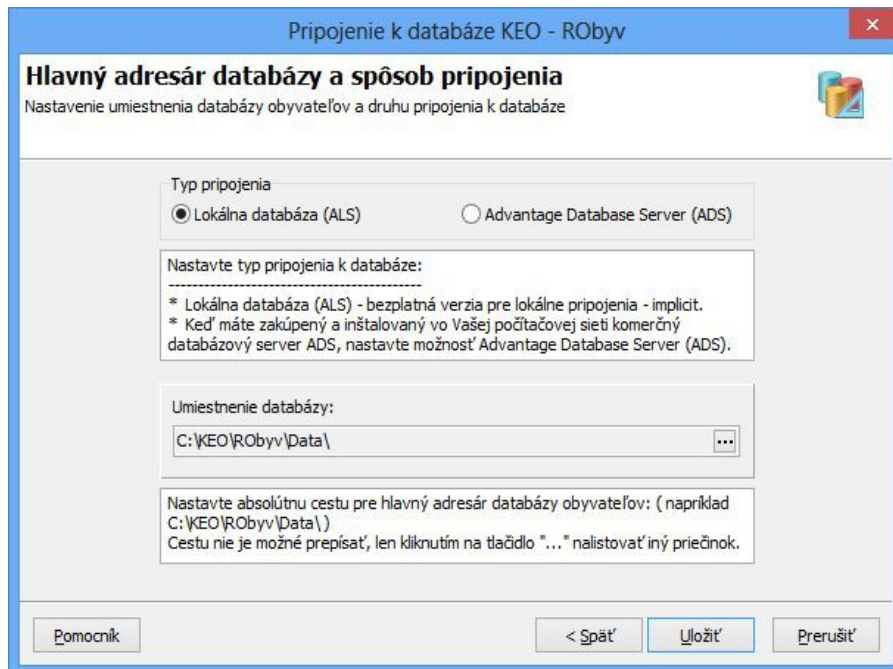 Pripojenie k databáze KEO - RObyv
x
Hlavný adresár databázy a spôsob pripojenia
Nastavenie umiestnenia databázy obyvateľov a druhu pripojenia k databáze
Typ pripojenia
Lokálna databáza (ALS)
Advantage Database Server (ADS)
Nastavte typ pripojenia k databáze:
-------------------------------------------
* Lokálna databáza (ALS) - bezplatná verzia pre lokálne pripojenia - implicit.
* Keď máte zakúpený a inštalovaný vo Vašej počítačovej sieti komerčný
databázový server ADS, nastavte možnosť Advantage Database Server (ADS).
Umiestnenie databázy:
C:\KEO\RObyv\Data\
...
Nastavte absolútnu cestu pre hlavný adresár databázy obyvateľov: ( napríklad
C:\KEO\RObyv\Data\ )
Cestu nie je možné prepísať, len kliknutím na tlačidlo "..." nalistovať iný priečinok.
Pomocník
< Späť
Uložiť
Prerušiť